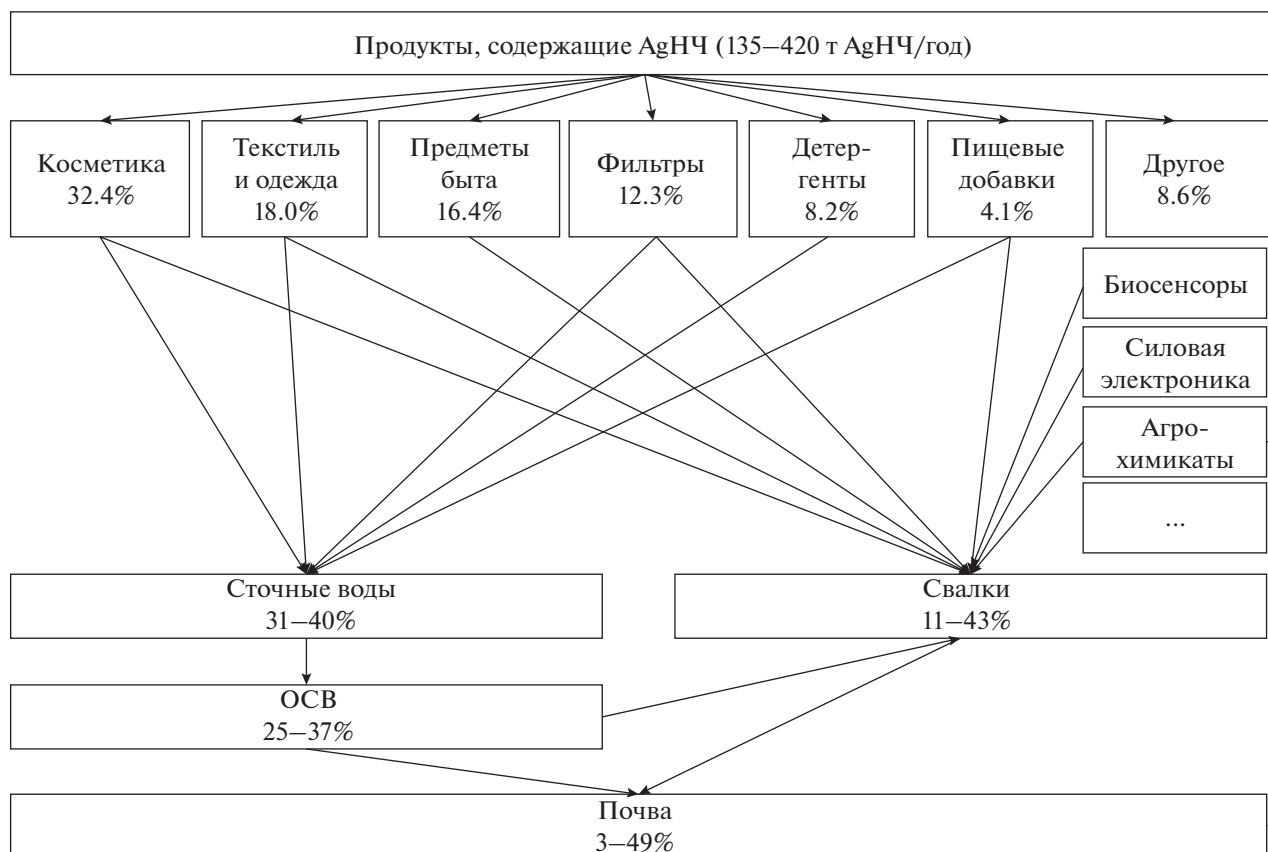 Продукты, содержащие AgНЧ (135–420 т AgНЧ/год)
Косметика
32.4%
Текстиль
и одежда
18.0%
Предметы
быта
16.4%
Фильтры
12.3%
Детер-
генты
8.2%
Пищевые
добавки
4.1%
Другое
8.6%
Биосенсоры
Силовая
электроника
Агро-
химикаты
...
Сточные воды
31–40%
Свалки
11–43%
ОСВ
25–37%
Почва
3–49%